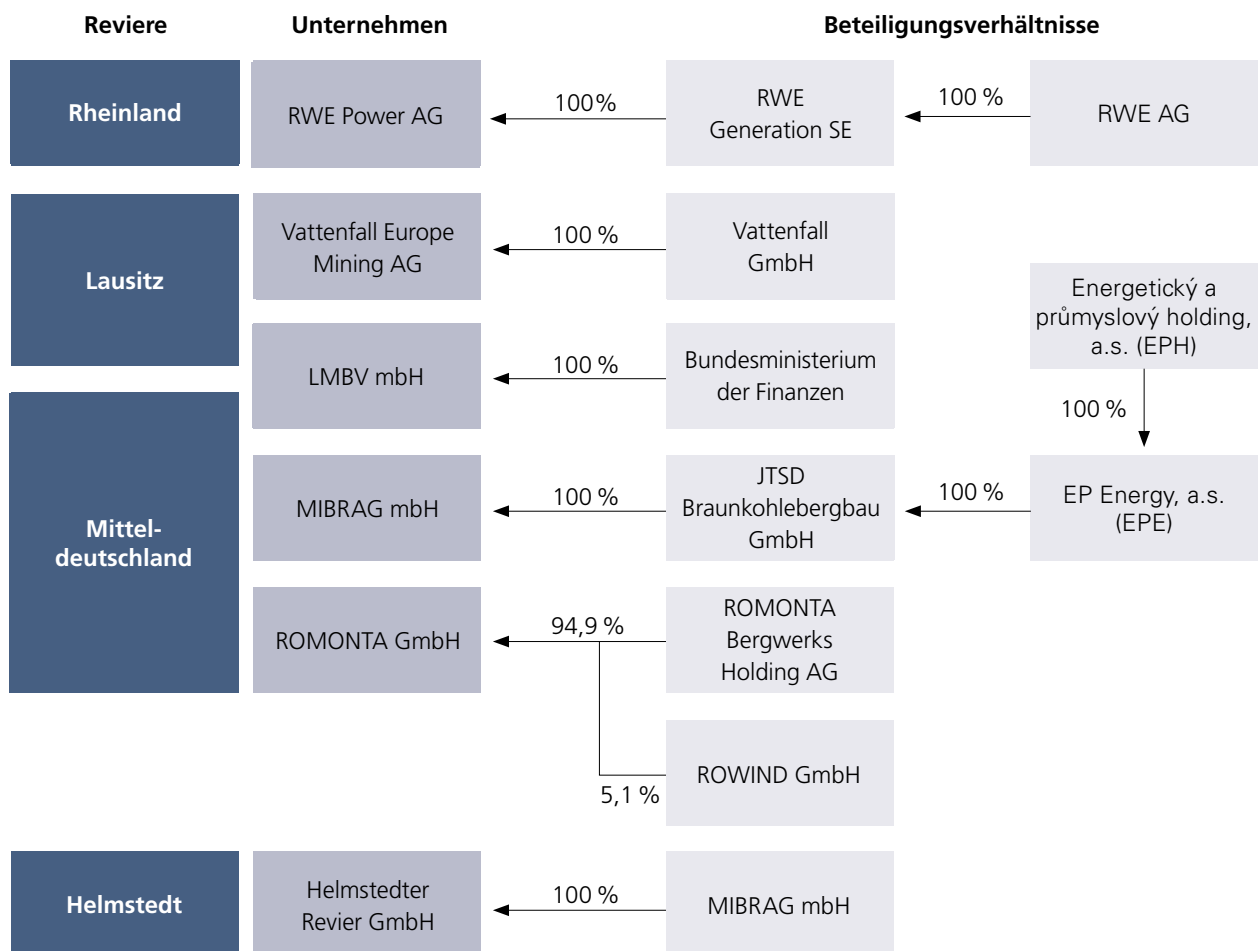 Reviere
Unternehmen
Beteiligungsverhältnisse
Rheinland
RWE Power AG
100%
RWE
Generation SE
100 %
RWE AG
Lausitz
Vattenfall Europe
Mining AG
100 %
Vattenfall
GmbH
Energetický a
průmyslový holding,
a.s. (EPH)
100 %
LMBV mbH
100 %
Bundesministerium
der Finanzen
Mittel-
deutschland
MIBRAG mbH
100 %
JTSD
Braunkohlebergbau
GmbH
100 %
EP Energy, a.s.
(EPE)
ROMONTA GmbH
94,9 %
ROMONTA
Bergwerks
Holding AG
5,1 %
ROWIND GmbH
Helmstedt
Helmstedter
Revier GmbH
100 %
MIBRAG mbH